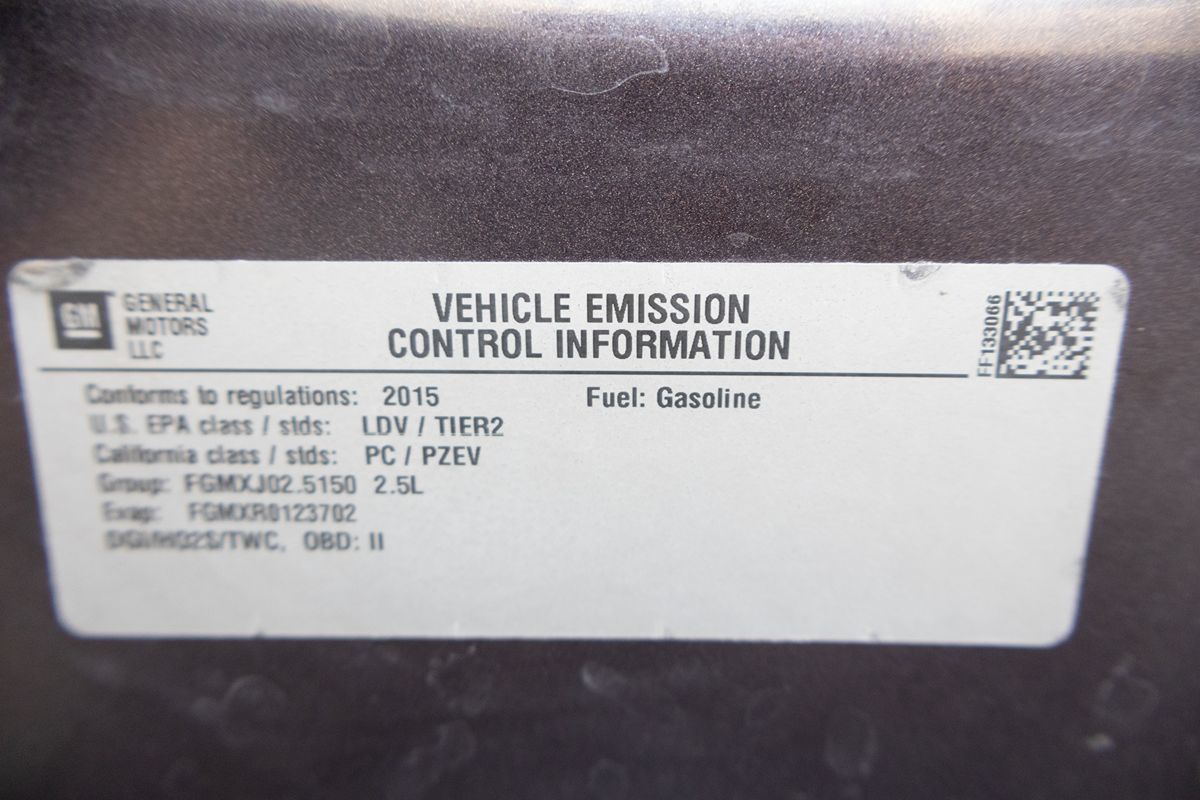 GM
GENERAL
MOTORS
LLC
VEHICLE EMISSION
CONTROL INFORMATION
FF133066
Conforms to regulations: 2015
Fuel: Gasoline
U.S. EPA class / stds: LDV / TIER2
California class / stds: PC / PZEV
Group: FGMXJ02.5150 2.5L
Evap: FGMXR0123702
DGI/HO2S/TWC, OBD: II